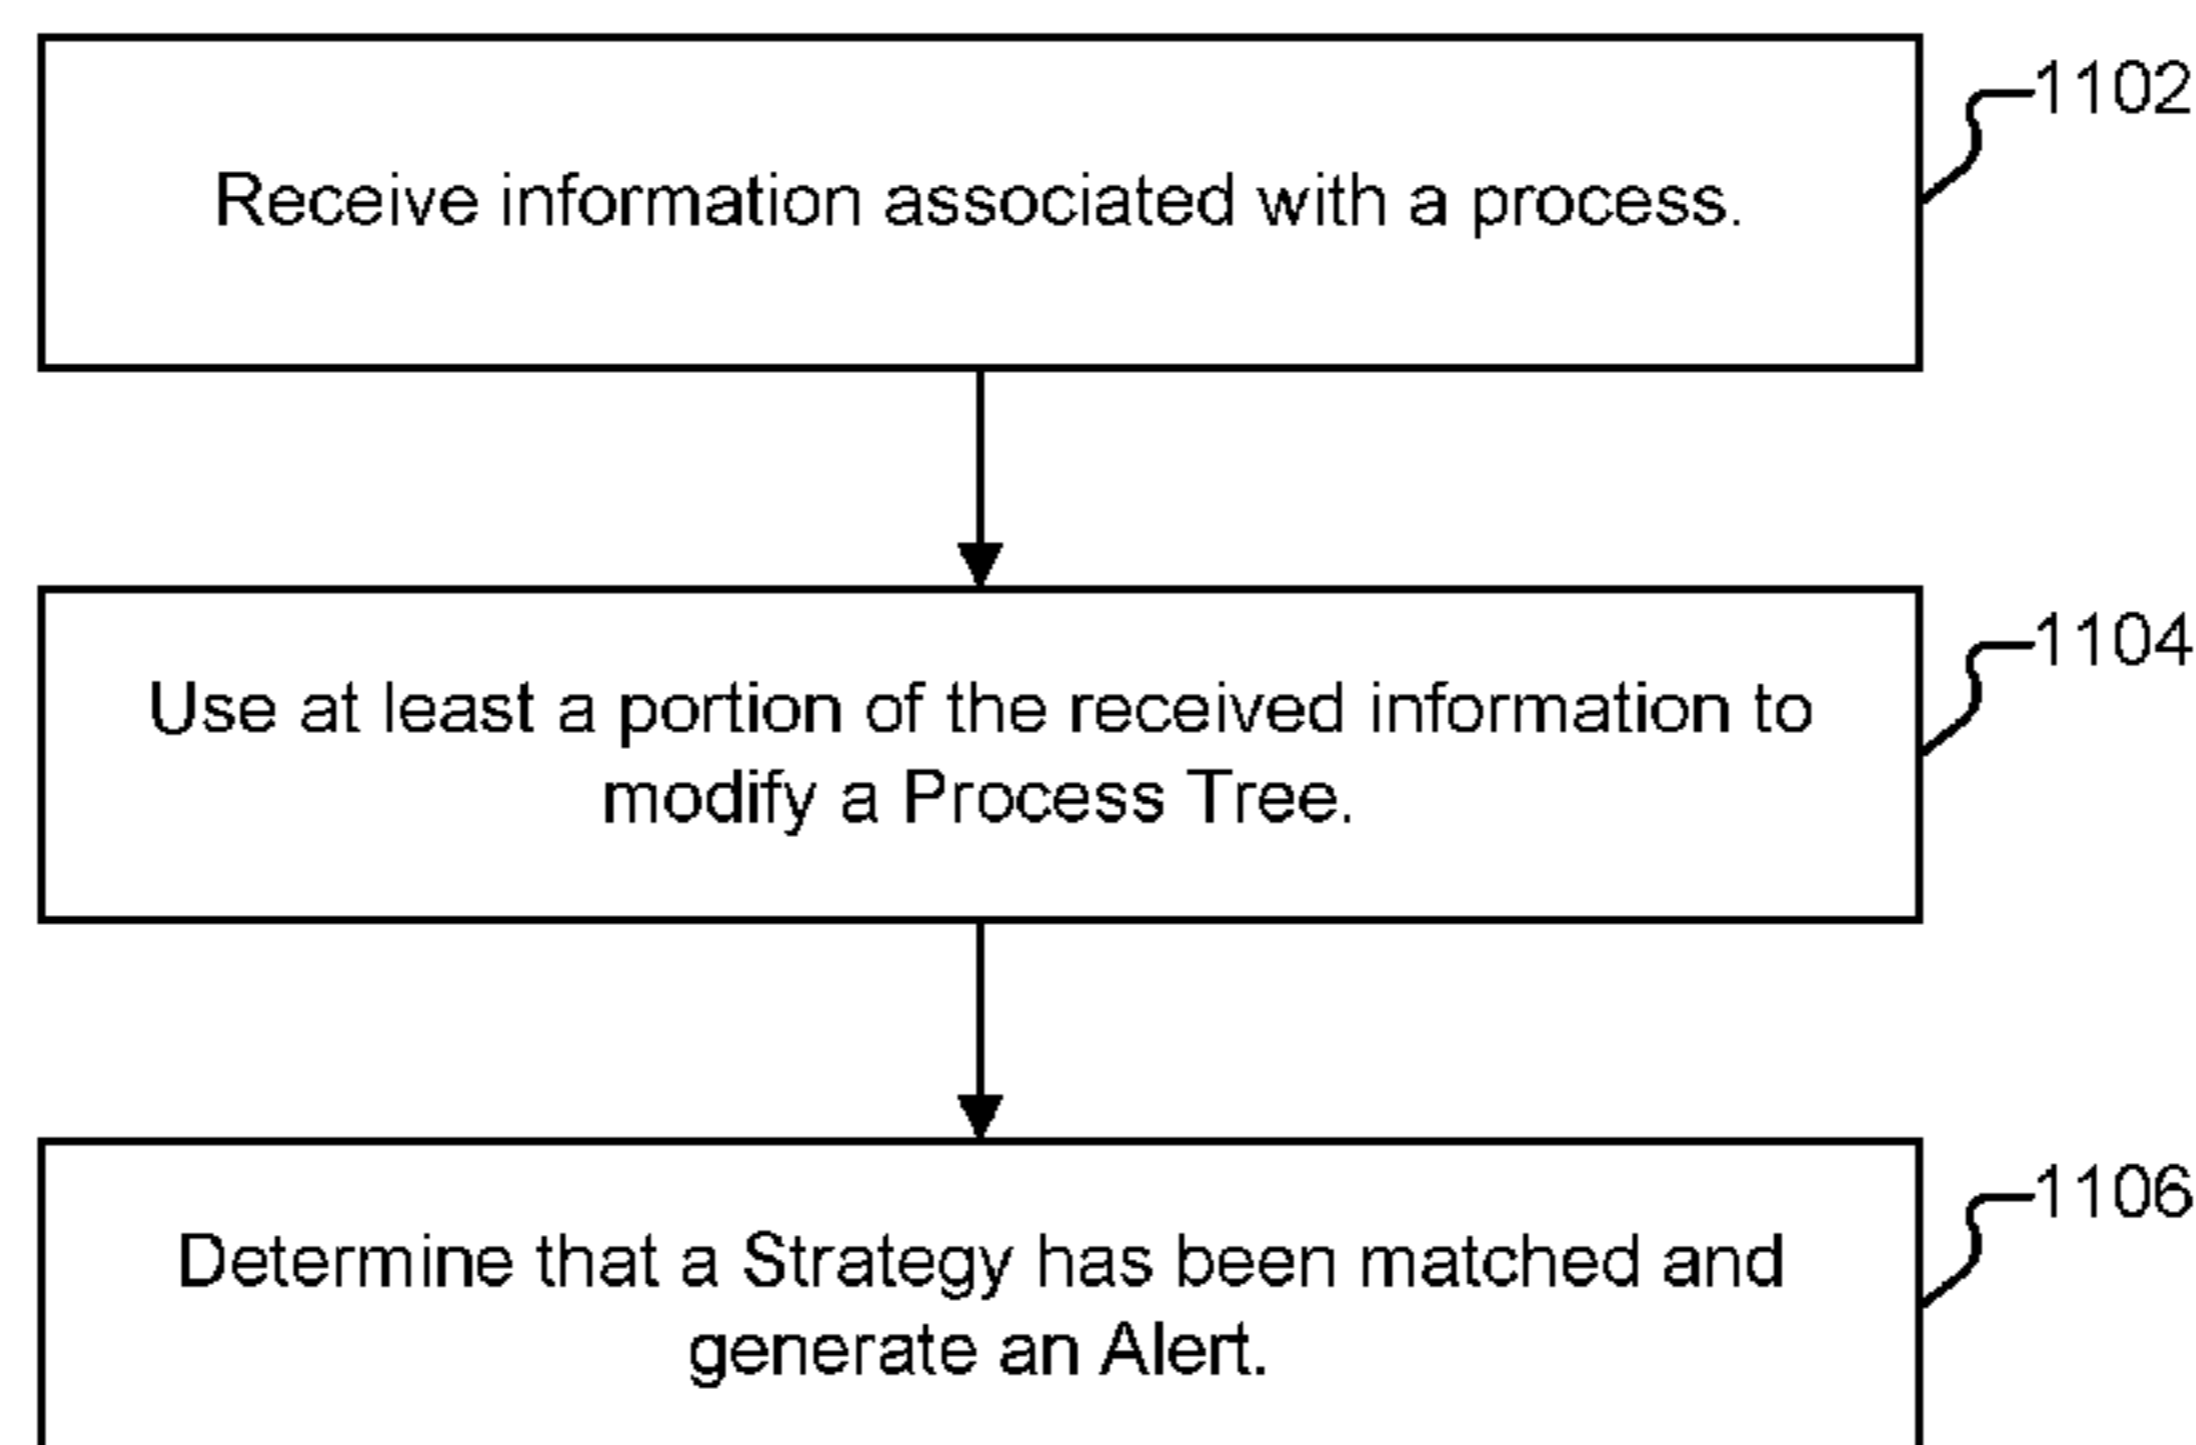 1102
Receive information associated with a process.
1104
Use at least a portion of the received information to
modify a Process Tree.
1106
Determine that a Strategy has been matched and
generate an Alert.